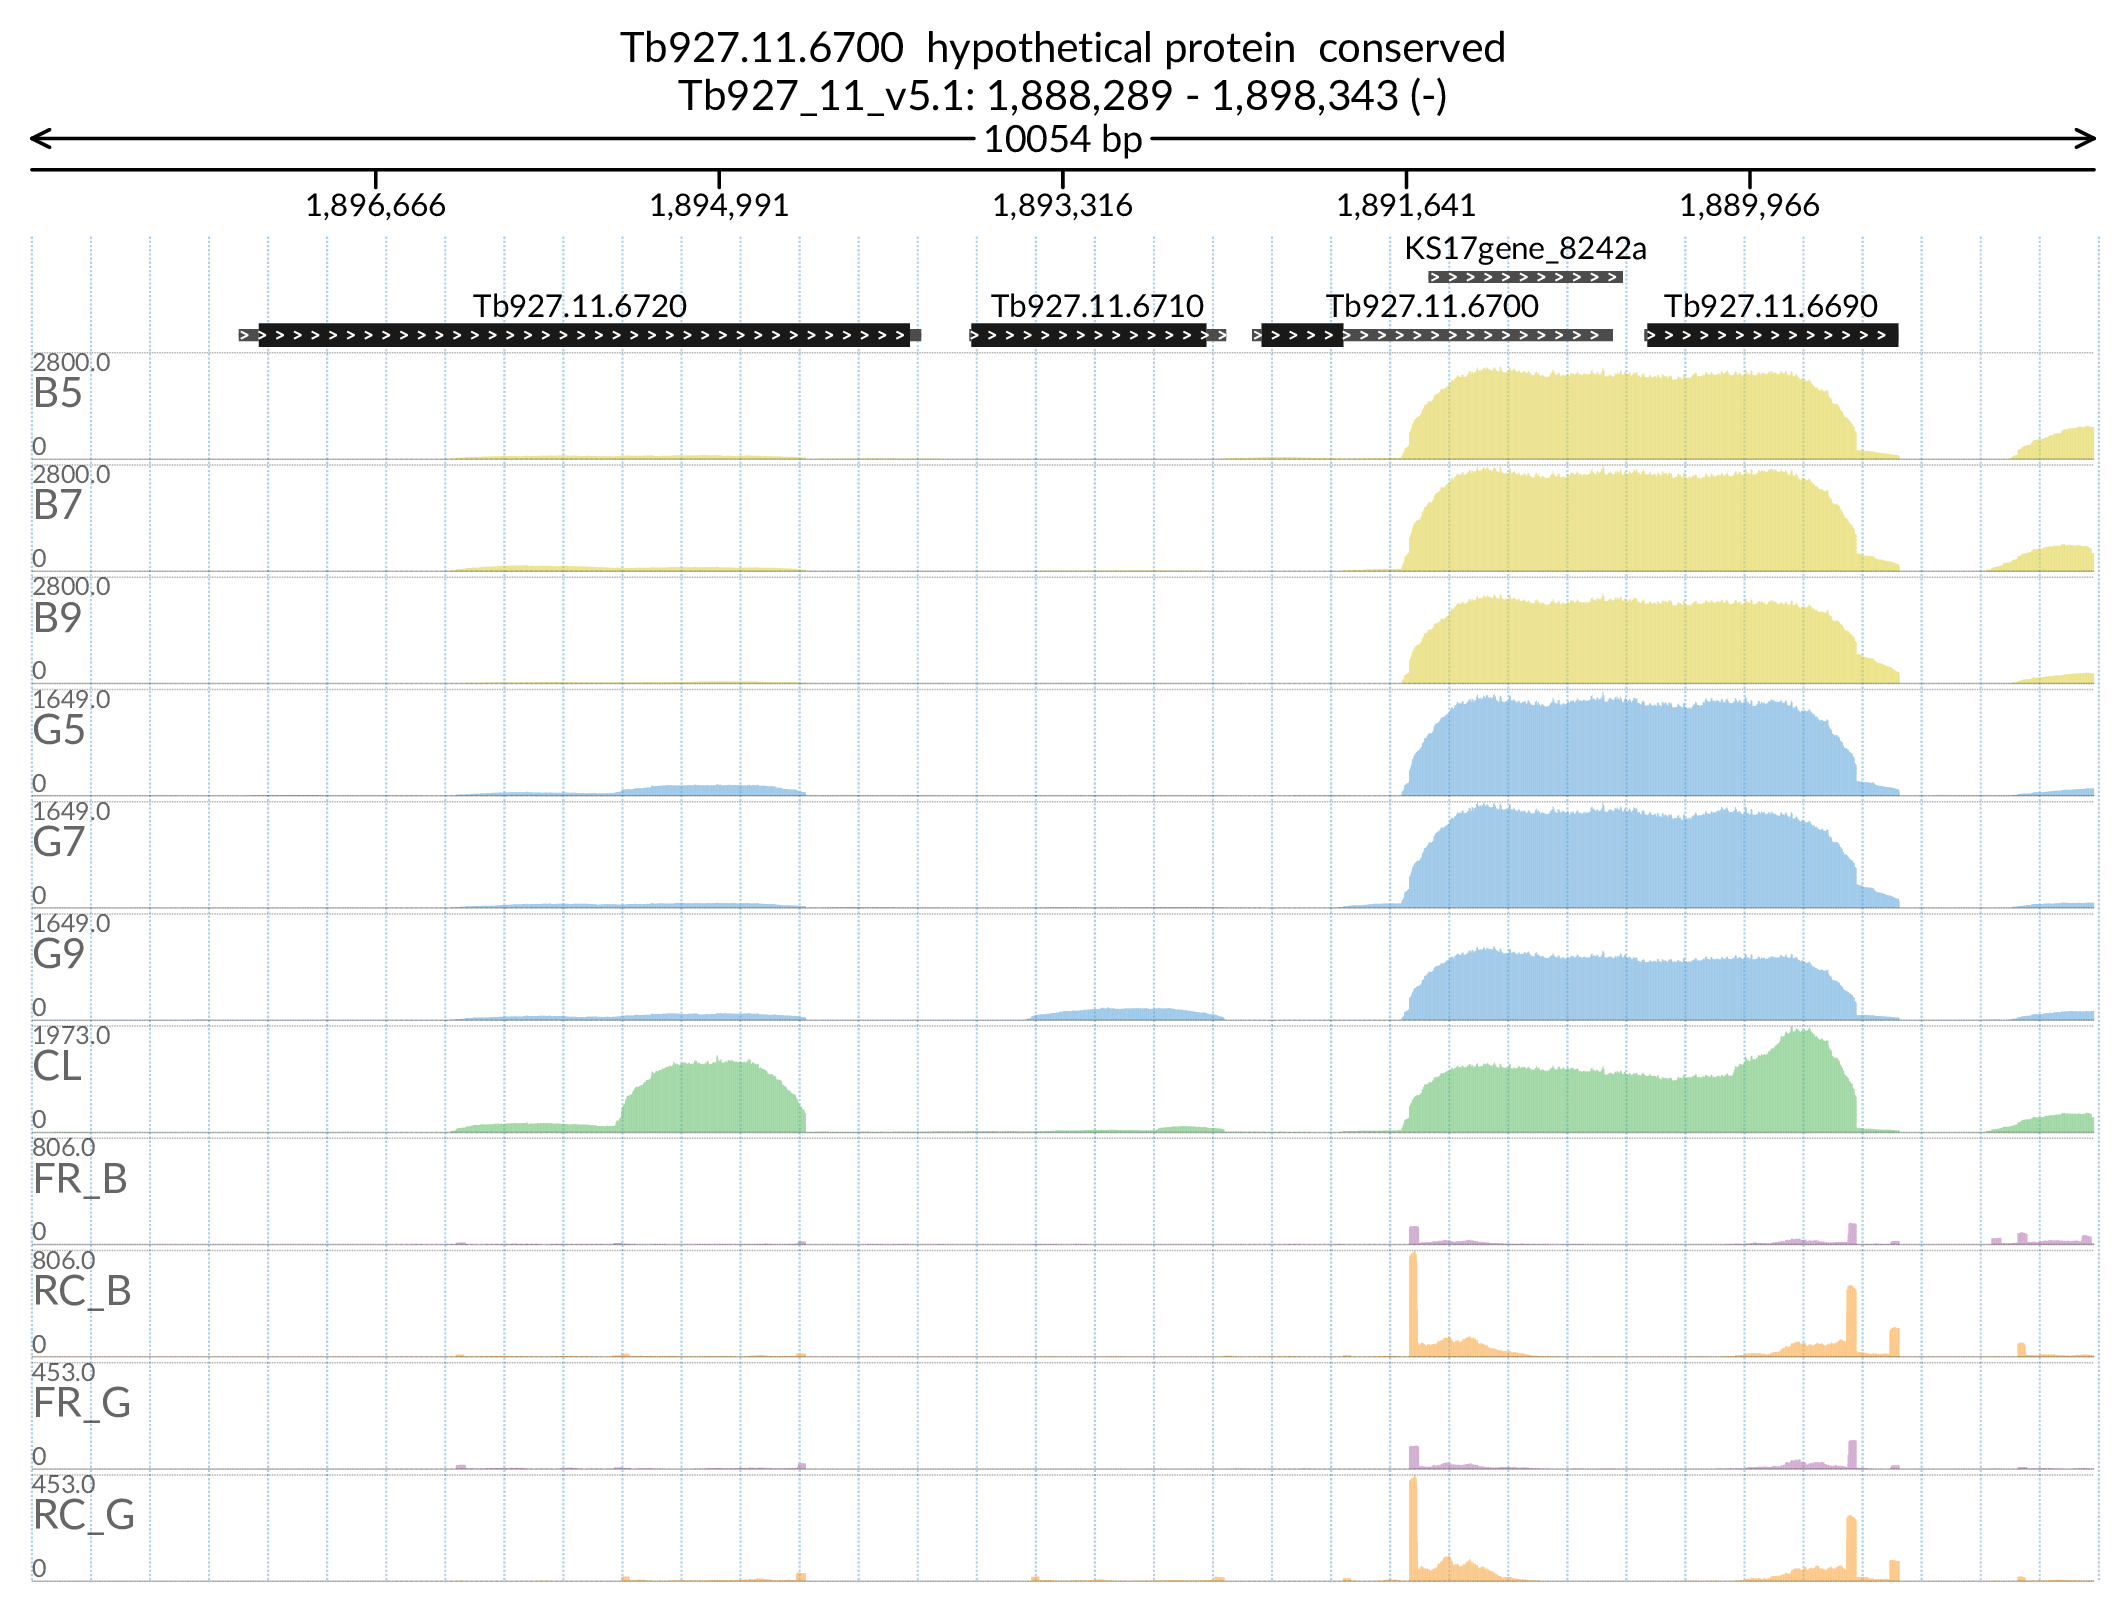 Tb927.11.6700  hypothetical protein  conserved
Tb927_11_v5.1: 1,888,289 - 1,898,343 (-)
10054 bp
1,896,666 1,894,991 1,893,316 1,891,641 1,889,966
KS17gene_8242a
Tb927.11.6720 Tb927.11.6710 Tb927.11.6700 Tb927.11.6690
2800.0
B5
0
2800.0
B7
0
2800.0
B9
0
1649.0
G5
0
1649.0
G7
0
1649.0
G9
0
1973.0
CL
0
806.0
FR_B
0
806.0
RC_B
0
453.0
FR_G
0
453.0
RC_G
0